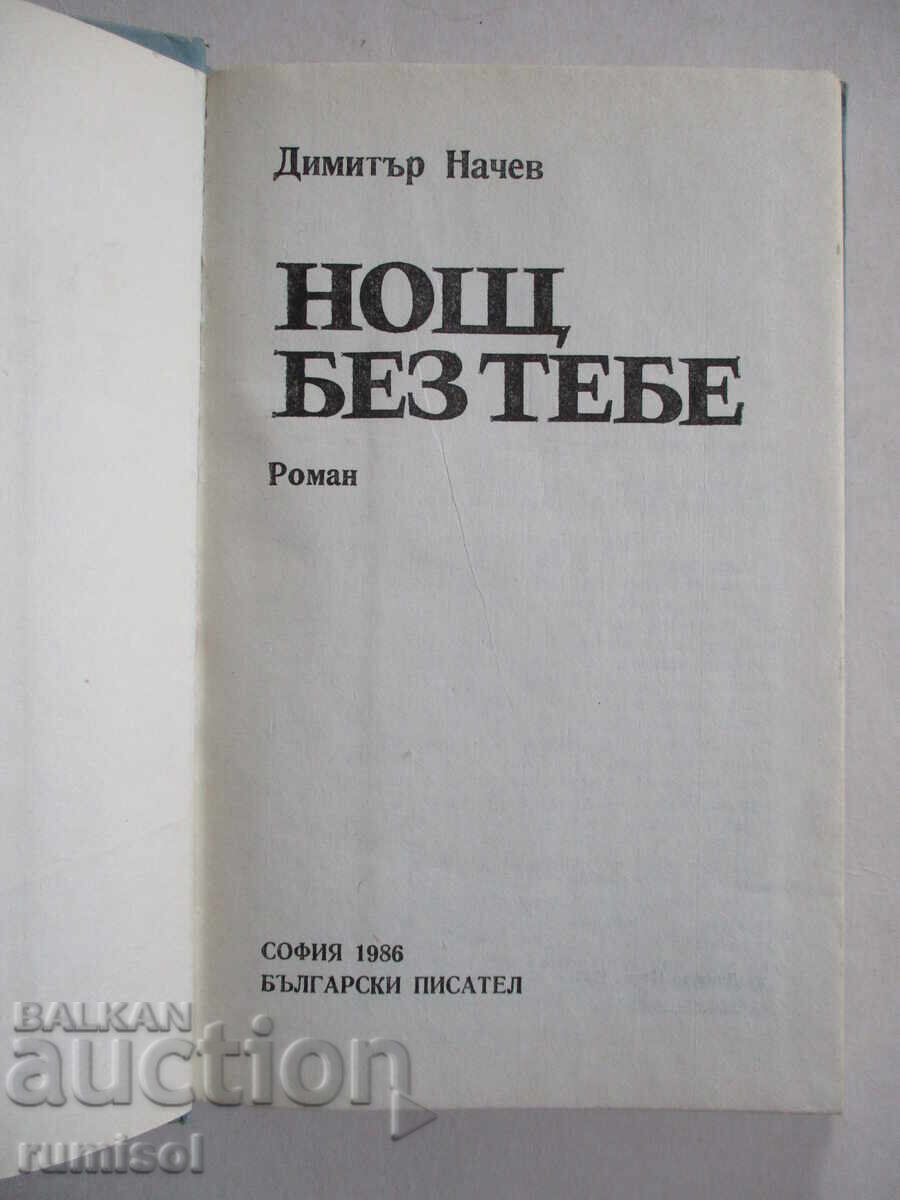 Димитър Начев
НОЩ
БЕЗ ТЕБЕ
Роман
СОФИЯ 1986
БЪЛГАРСКИ ПИСАТЕЛ
BALKAN
auction
rumisol